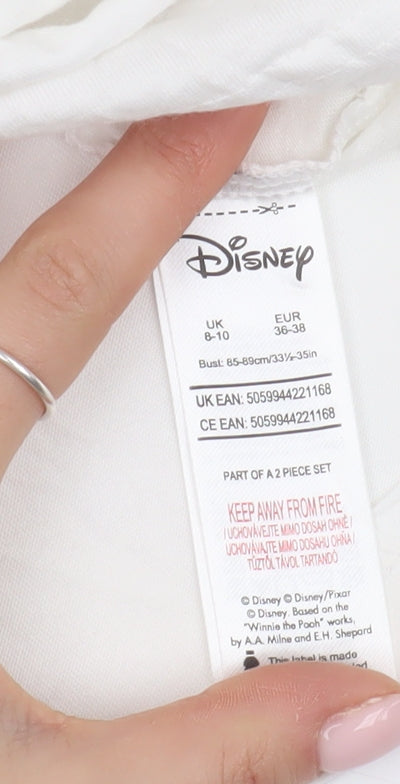 Disney
UK EUR
8-10 36-38
Bust: 85-89cm/33½-35in
UK EAN: 5059944221168
CE EAN: 5059944221168
PART OF A 2 PIECE SET
KEEP AWAY FROM FIRE
/ UCHOVÁVEJTE MIMO DOSAH OHNĚ /
UCHOVÁVAJTE MIMO DOSAHU OHŇA /
TŰZTŐL TÁVOL TARTANDÓ
© Disney © Disney/Pixar
© Disney. Based on the
"Winnie the Pooh" works,
by A.A. Milne and E.H. Shepard
This label is made